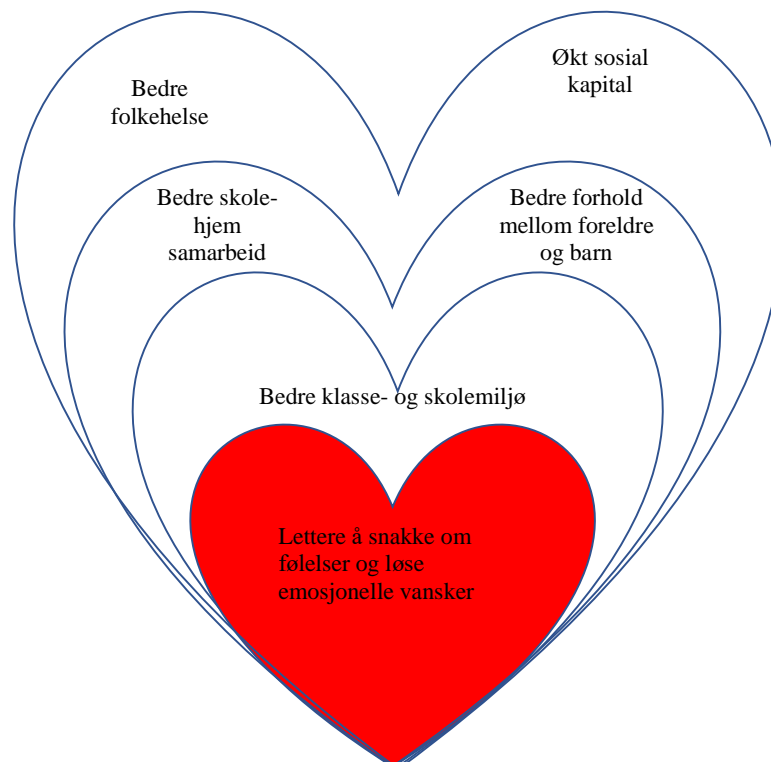 Bedre
folkehelse
Økt sosial
kapital
Bedre skole-
hjem
samarbeid
Bedre forhold
mellom foreldre
og barn
Bedre klasse- og skolemiljø
Lettere å snakke om
følelser og løse
emosjonelle vansker